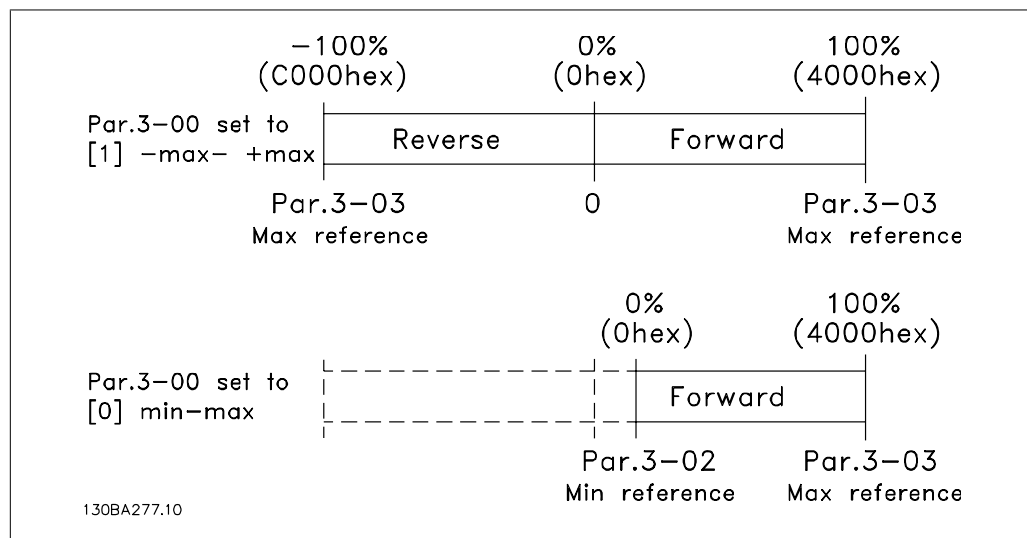 -100% 0% 100%
(C000hex) (0hex) (4000hex)
Par.3-00 set to
[1] -max- +max
Reverse Forward
Par.3-03 0 Par.3-03
Max reference Max reference
0% 100%
(0hex) (4000hex)
Par.3-00 set to
[0] min-max
Forward
Par.3-02 Par.3-03
Min reference Max reference
130BA277.10